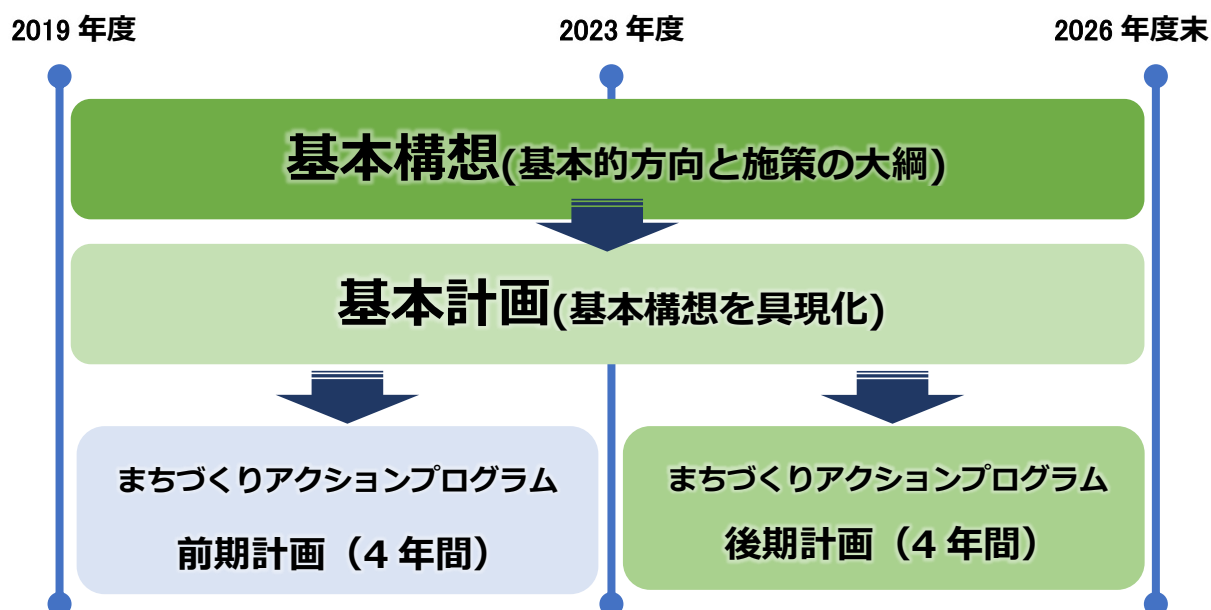 2019 年度
2023 年度
2026 年度末
基本構想(基本的方向と施策の大綱)
基本計画(基本構想を具現化)
まちづくりアクションプログラム
前期計画（4 年間）
まちづくりアクションプログラム
後期計画（4 年間）